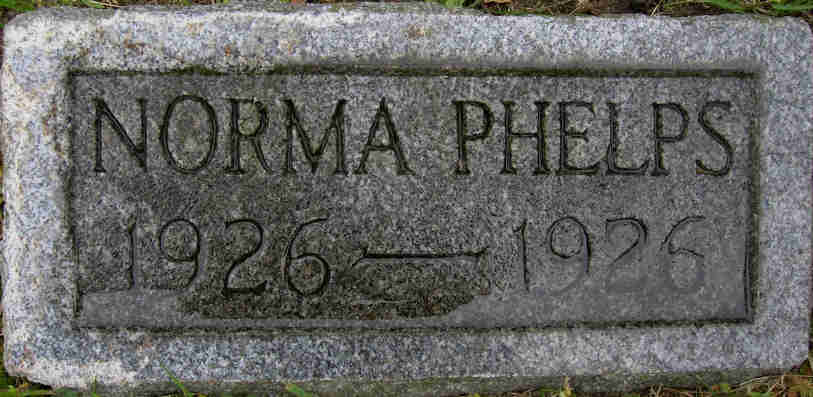 NORMA PHELPS
1926 — 1926